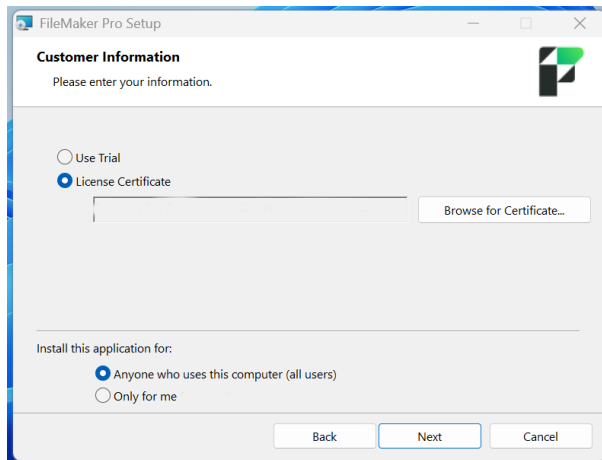 FileMaker Pro Setup
Customer Information
Please enter your information.
Use Trial
License Certificate
Browse for Certificate...
Install this application for:
Anyone who uses this computer (all users)
Only for me
Back Next Cancel